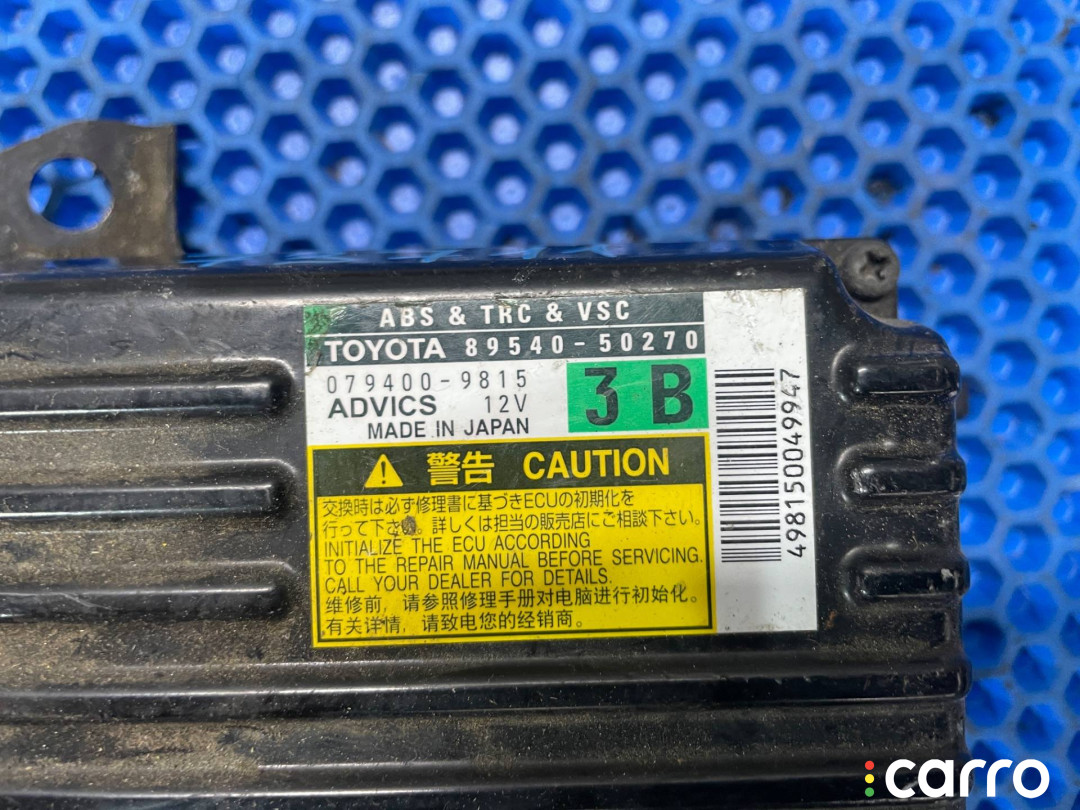 ABS & TRC & VSC
TOYOTA 89540-50270
079400-9815
ADVICS 12V
MADE IN JAPAN
3 B
警告 CAUTION
交換時は必ず修理書に基づきECUの初期化を
行って下さい。詳しくは担当の販売店にご相談下さい。
INITIALIZE THE ECU ACCORDING
TO THE REPAIR MANUAL BEFORE SERVICING.
CALL YOUR DEALER FOR DETAILS.
维修前，请参照修理手册对电脑进行初始化。
有关详情，请致电您的经销商。
498150049947
carro